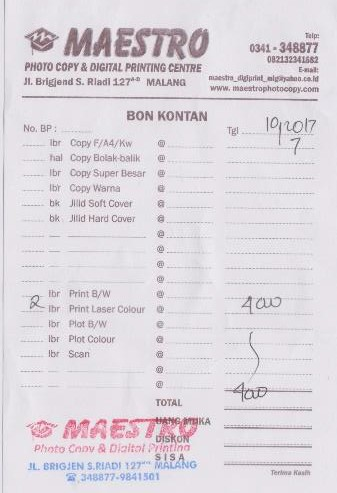 MAESTRO
PHOTO COPY & DIGITAL PRINTING CENTRE
Jl. Brigjend S. Riadi 127 A-B MALANG
Telp:
0341 - 348877
082132341682
E-mail:
maestro_digiprint_mlg@yahoo.co.id
www. maestrophotocopy.com
BON KONTAN
No. BP :
Tgl 10/2017
7
lbr Copy F/A4/Kw @
hal Copy Bolak-balik @
lbr Copy Super Besar @
lbr Copy Warna @
bk Jilid Soft Cover @
bk Jilid Hard Cover @
@
@
@
2 lbr Print B/W @ 400
lbr Print Laser Colour @
lbr Plot B/W @
lbr Plot Colour @
lbr Scan @
@
400
TOTAL
UANG MUKA
DISKON
SISA
MAESTRO
Photo Copy & Digital Printing
JL. BRIGJEN S.RIADI 127 MALANG
☎ 348877-9841501
Terima Kasih